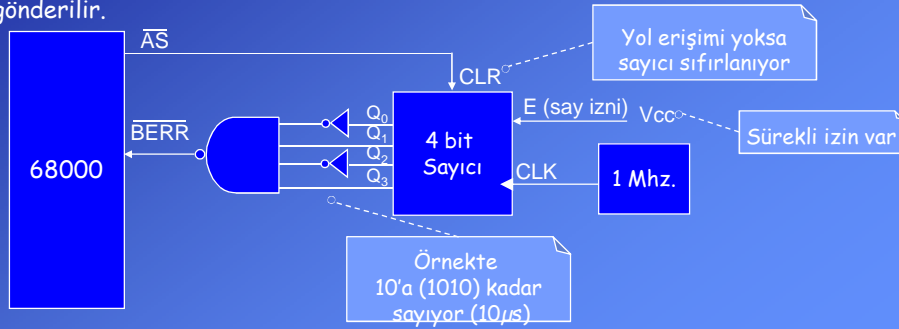 gönderilir.
AS
Yol erişimi yoksa
sayıcı sıfırlanıyor
CLR
E (say izni)
Vcc
Sürekli izin var
BERR
Q0
Q1
Q2
Q3
4 bit
Sayıcı
68000
CLK
1 Mhz.
Örnekte
10'a (1010) kadar
sayıyor (10µs)